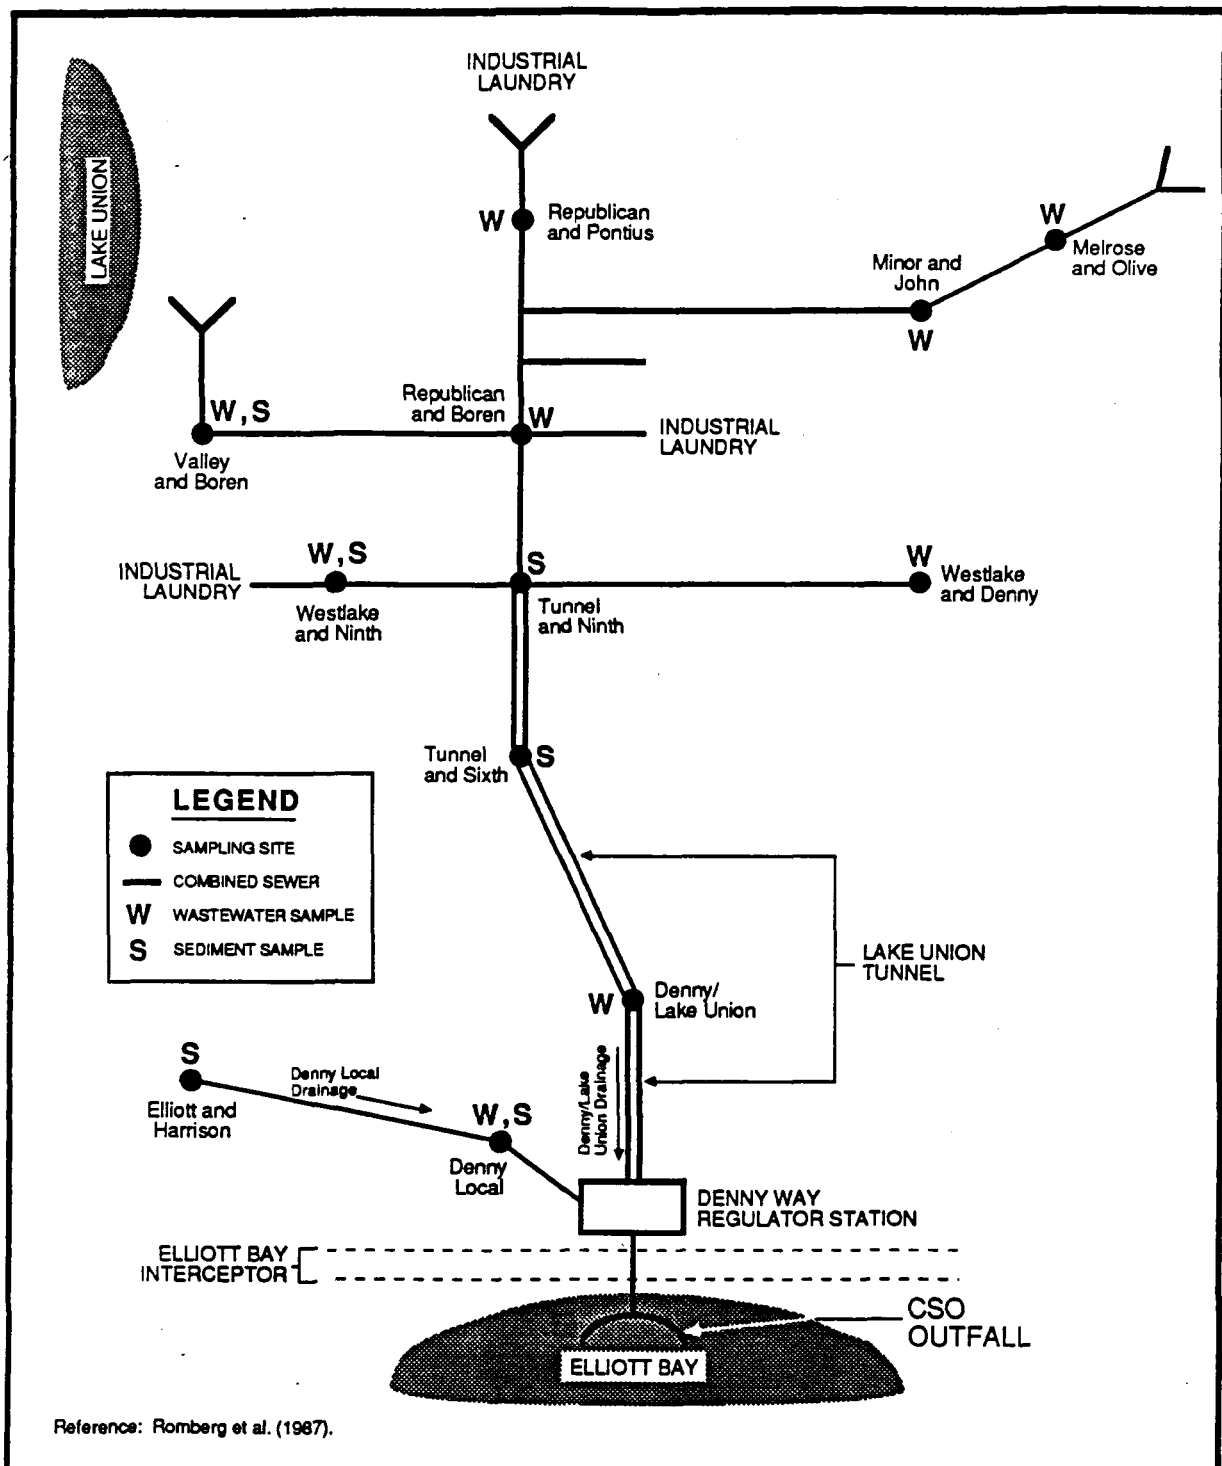 INDUSTRIAL
LAUNDRY
LAKE UNION
W
Republican
and Pontius
W
Melrose
and Olive
Minor and
John
W
W,S
Valley
and Boren
Republican
and Boren
W
INDUSTRIAL
LAUNDRY
INDUSTRIAL
LAUNDRY
W,S
Westlake
and Ninth
S
Tunnel
and Ninth
W
Westlake
and Denny
Tunnel
and Sixth
S
LEGEND
SAMPLING SITE
COMBINED SEWER
W WASTEWATER SAMPLE
S SEDIMENT SAMPLE
LAKE UNION
TUNNEL
W
Denny/
Lake Union
S
Elliott and
Harrison
Denny Local
Drainage
W,S
Denny
Local
Denny/Lake
Union Drainage
DENNY WAY
REGULATOR STATION
ELLIOTT BAY
INTERCEPTOR
CSO
OUTFALL
ELLIOTT BAY
Reference: Romberg et al. (1987).